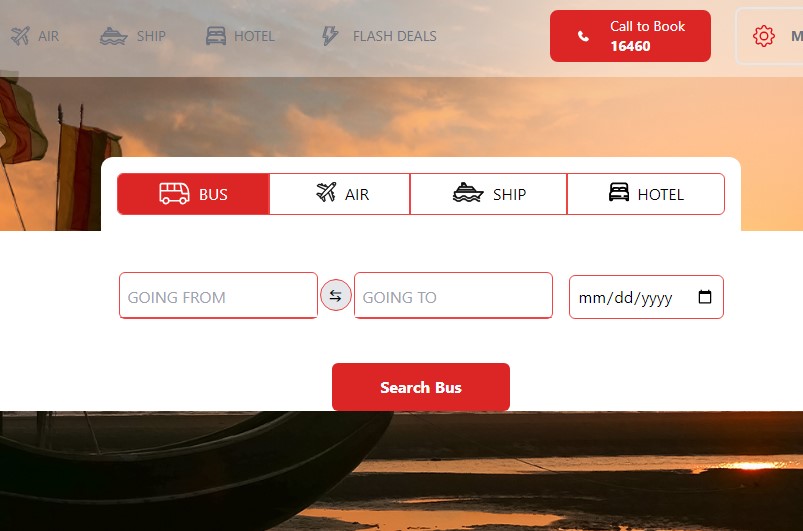 AIR SHIP HOTEL FLASH DEALS
Call to Book
16460
BUS AIR SHIP HOTEL
GOING FROM GOING TO mm/dd/yyyy
Search Bus